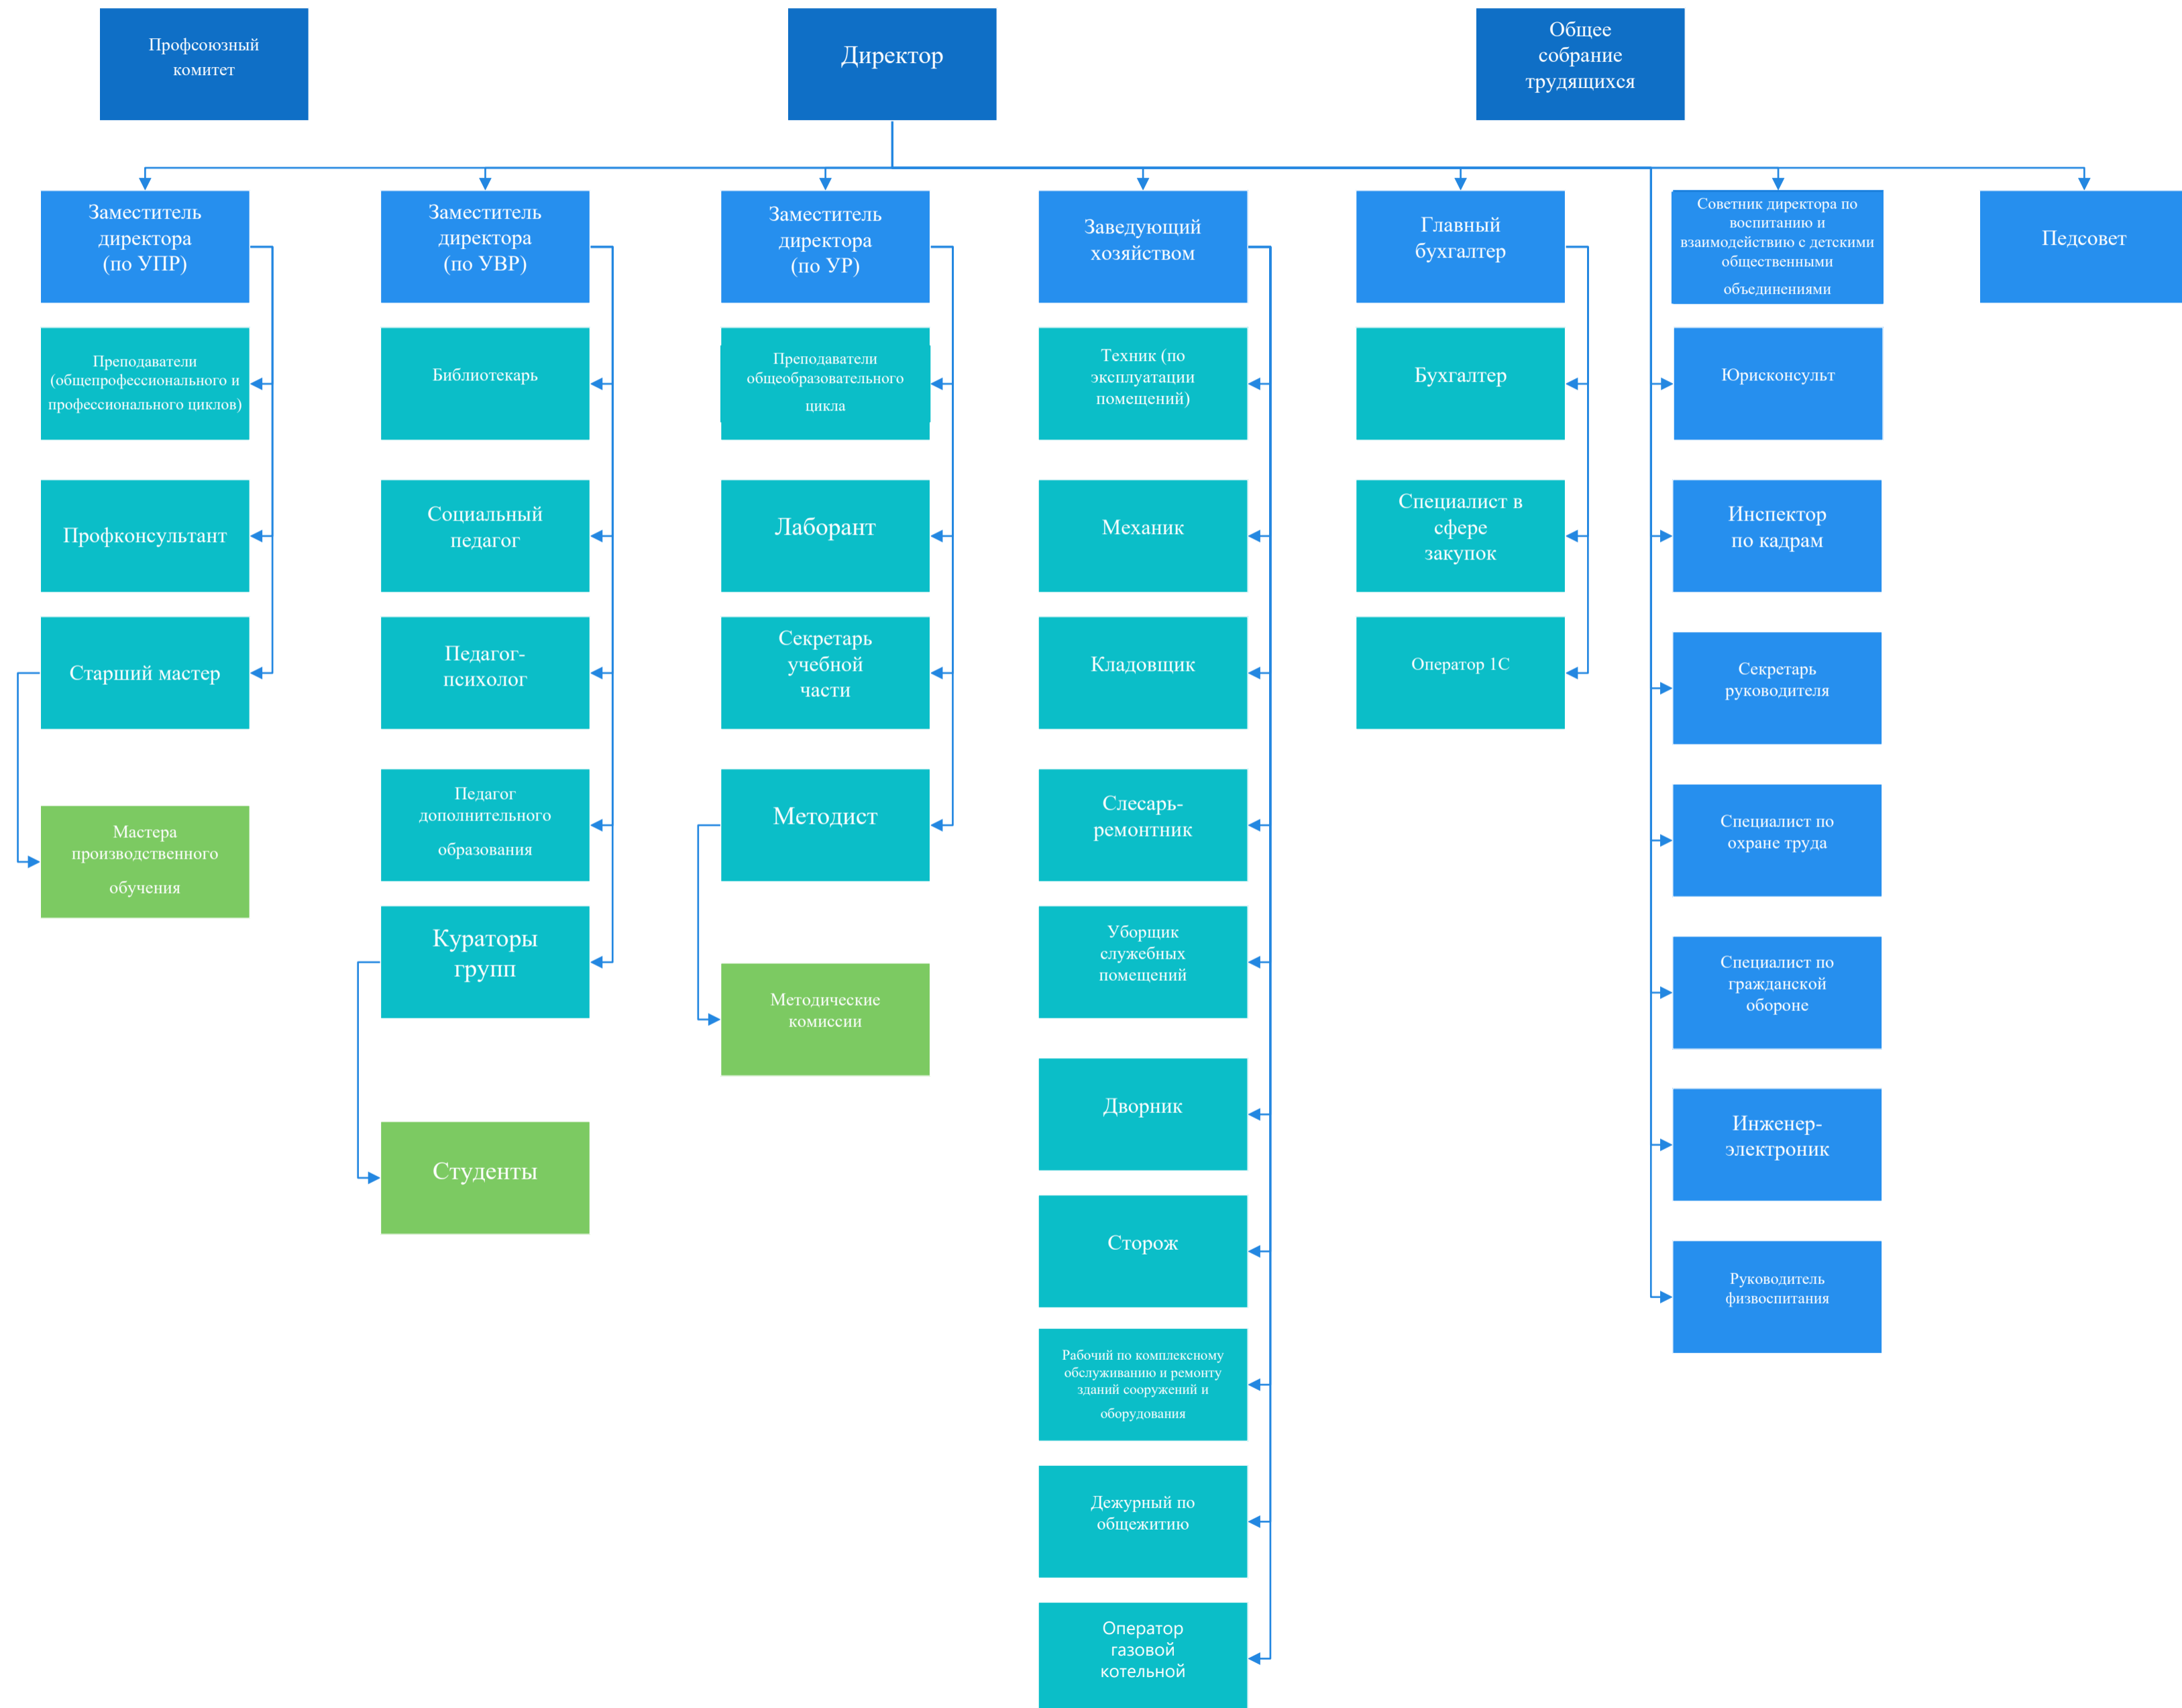 Профсоюзный
комитет
Директор
Общее
собрание
трудящихся
Заместитель
директора
(по УПР)
Заместитель
директора
(по УВР)
Заместитель
директора
(по УР)
Заведующий
хозяйством
Главный
бухгалтер
Советник директора по
воспитанию и
взаимодействию с детскими
общественными
объединениями
Педсовет
Преподаватели
(общепрофессионального и
профессионального циклов)
Библиотекарь
Преподаватели
общеобразовательного
цикла
Техник (по
эксплуатации
помещений)
Бухгалтер
Юрисконсульт
Профконсультант
Социальный
педагог
Лаборант
Механик
Специалист в
сфере
закупок
Инспектор
по кадрам
Старший мастер
Педагог-
психолог
Секретарь
учебной
части
Кладовщик
Оператор 1С
Секретарь
руководителя
Мастера
производственного
обучения
Педагог
дополнительного
образования
Методист
Слесарь-
ремонтник
Специалист по
охране труда
Кураторы
групп
Методические
комиссии
Уборщик
служебных
помещений
Специалист по
гражданской
обороне
Студенты
Дворник
Инженер-
электроник
Сторож
Руководитель
физвоспитания
Рабочий по комплексному
обслуживанию и ремонту
зданий сооружений и
оборудования
Дежурный по
общежитию
Оператор
газовой
котельной